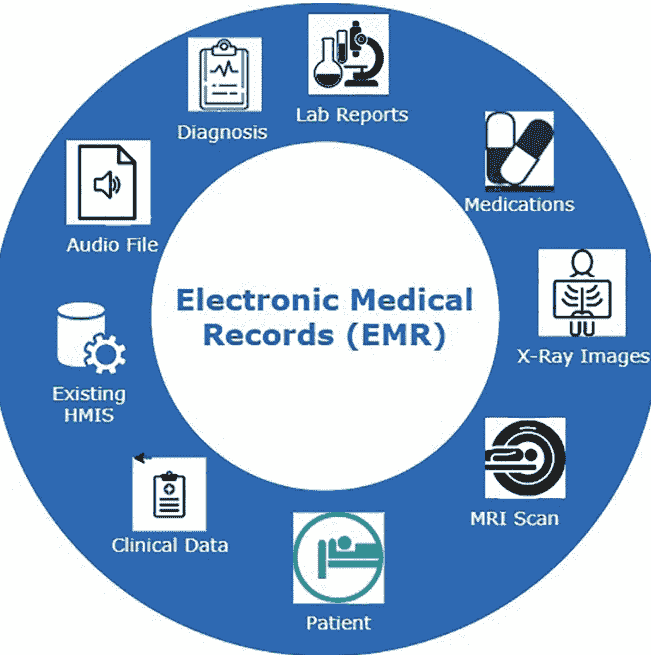 Lab Reports
Diagnosis
Medications
Audio File
Electronic Medical
Records (EMR)
X-Ray Images
Existing
HMIS
MRI Scan
Clinical Data
Patient